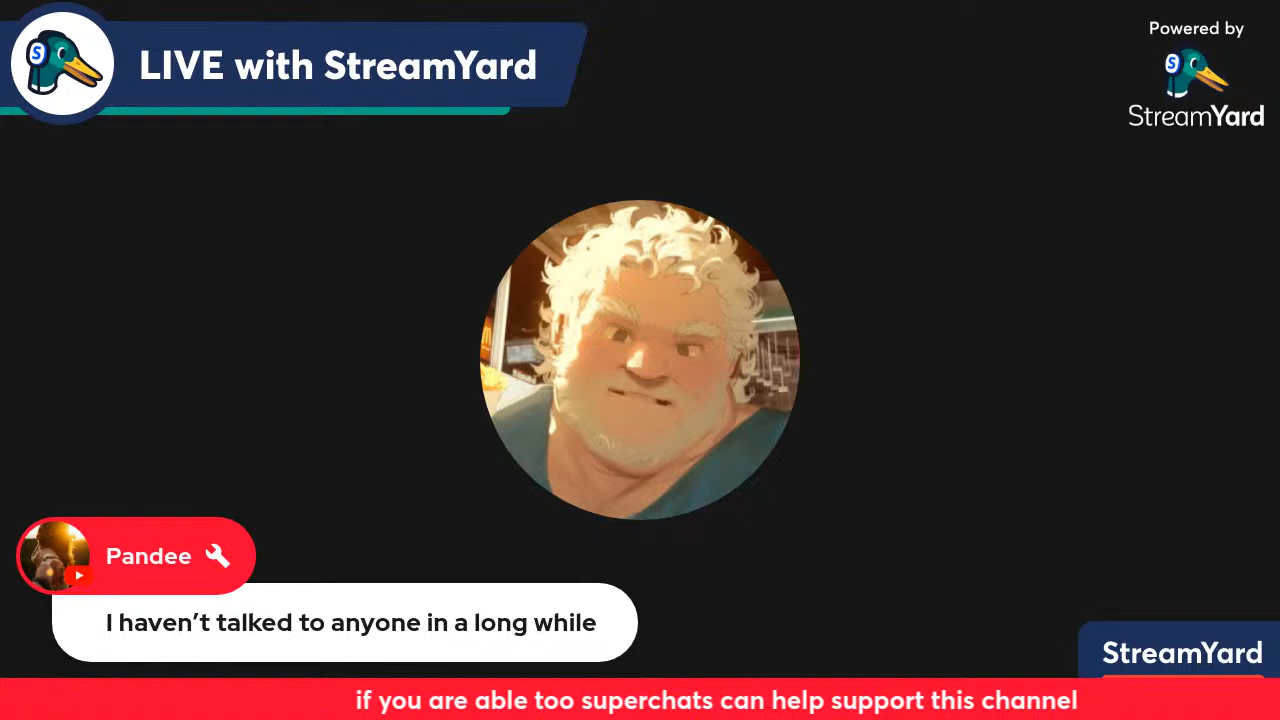 LIVE with StreamYard
Powered by
S
S
StreamYard
Pandee
I haven’t talked to anyone in a long while
StreamYard
if you are able too superchats can help support this channel